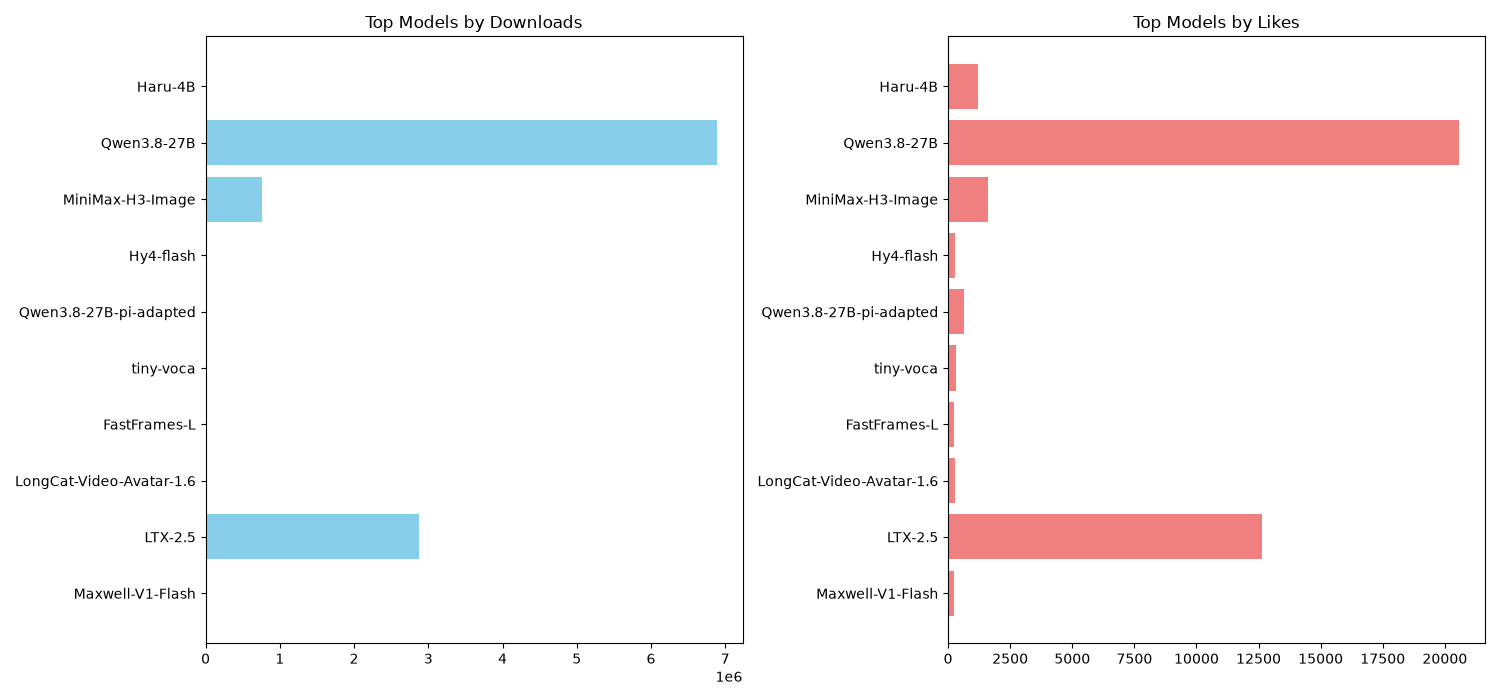 Top Models by Downloads
Haru-4B
Qwen3.8-27B
MiniMax-H3-Image
Hy4-flash
Qwen3.8-27B-pi-adapted
tiny-voca
FastFrames-L
LongCat-Video-Avatar-1.6
LTX-2.5
Maxwell-V1-Flash
0 1 2 3 4 5 6 7
1e6
Top Models by Likes
Haru-4B
Qwen3.8-27B
MiniMax-H3-Image
Hy4-flash
Qwen3.8-27B-pi-adapted
tiny-voca
FastFrames-L
LongCat-Video-Avatar-1.6
LTX-2.5
Maxwell-V1-Flash
0 2500 5000 7500 10000 12500 15000 17500 20000